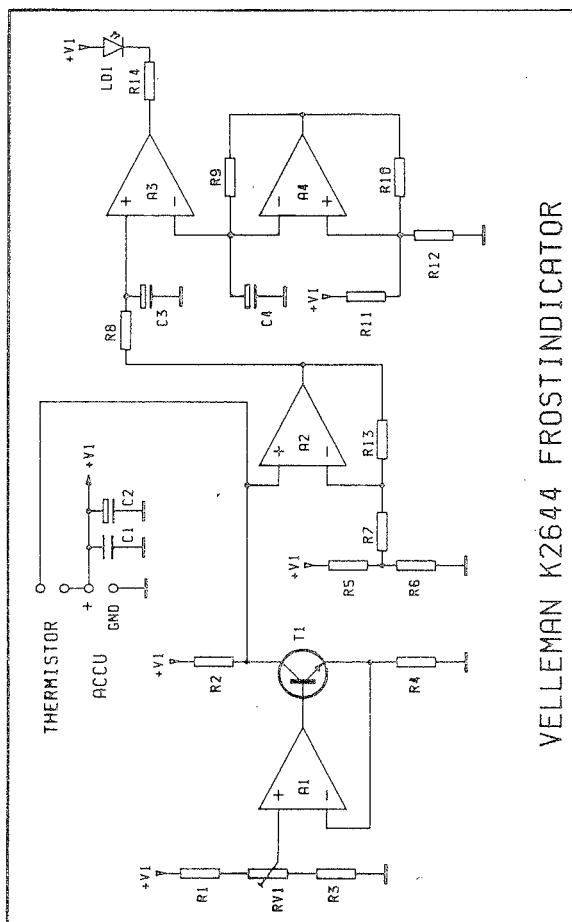 +V1
LD1
R14
A3
+
-
R9
A4
-
+
R10
R12
C3
R8
C4
+V1
R11
A2
+
-
R13
R7
+V1
R5
R6
THERMISTOR
ACCU
+
GND
+V1
C1
C2
+V1
R2
T1
R4
A1
+
-
+V1
R1
RV1
R3
VELLEMAN K2644 FROSTINDICATOR